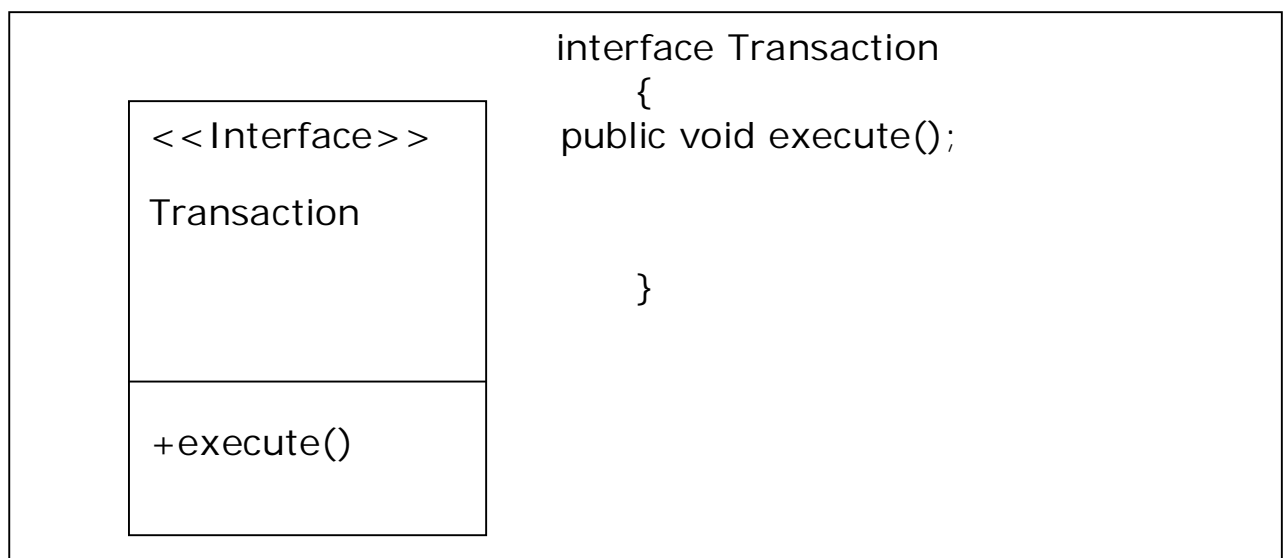 <<Interface>>
Transaction
+execute()
interface Transaction
{
public void execute();
}